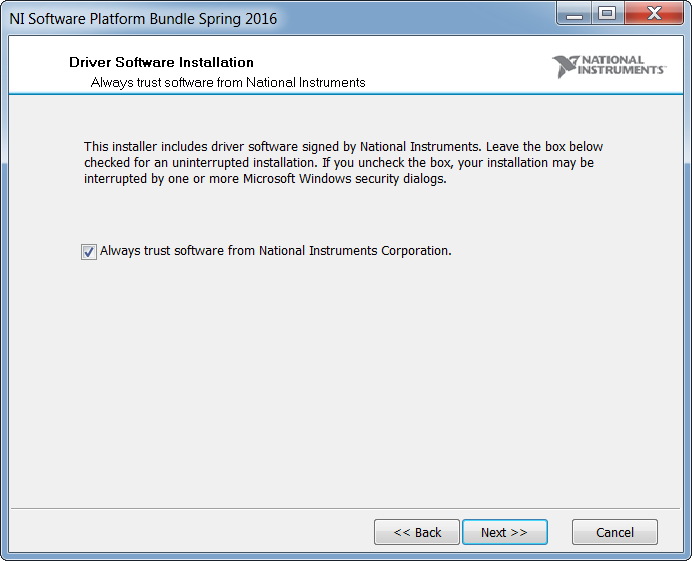 NI Software Platform Bundle Spring 2016
Driver Software Installation
Always trust software from National Instruments
NATIONAL
INSTRUMENTS™
This installer includes driver software signed by National Instruments. Leave the box below
checked for an uninterrupted installation. If you uncheck the box, your installation may be
interrupted by one or more Microsoft Windows security dialogs.
Always trust software from National Instruments Corporation.
<< Back
Next >>
Cancel